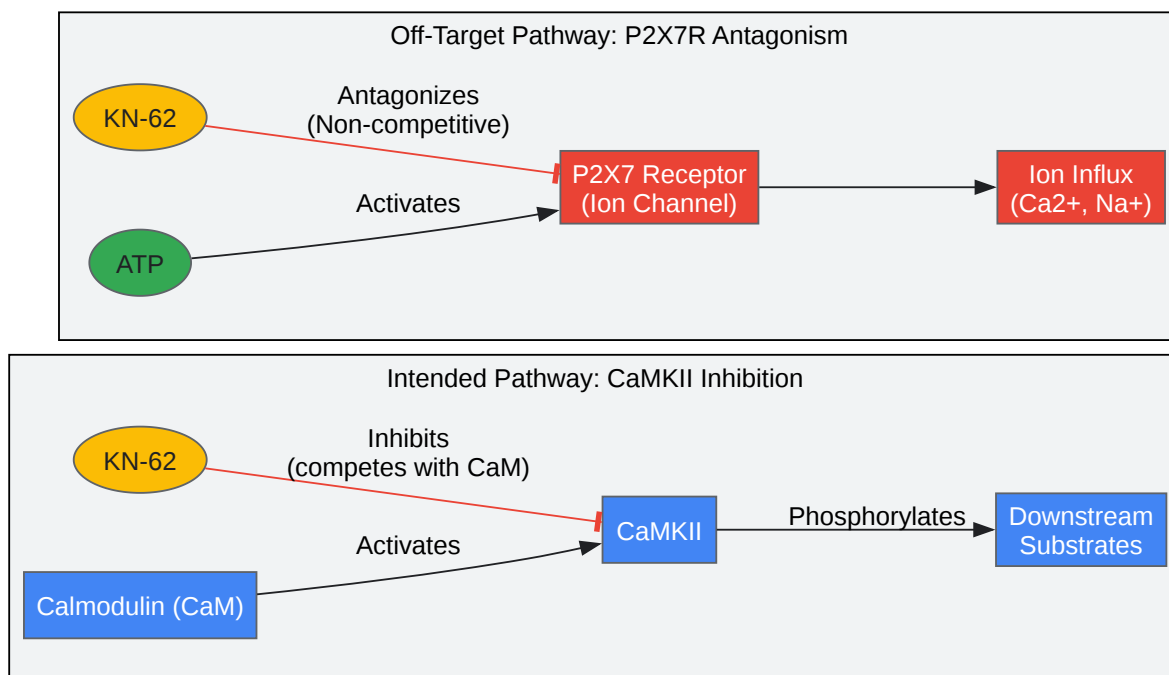 Off-Target Pathway: P2X7R Antagonism
KN-62
Antagonizes
(Non-competitive)
P2X7 Receptor
(Ion Channel)
Ion Influx
(Ca2+, Na+)
Activates
ATP
Intended Pathway: CaMKII Inhibition
KN-62
Inhibits
(competes with CaM)
CaMKII
Phosphorylates
Downstream
Substrates
Activates
Calmodulin (CaM)